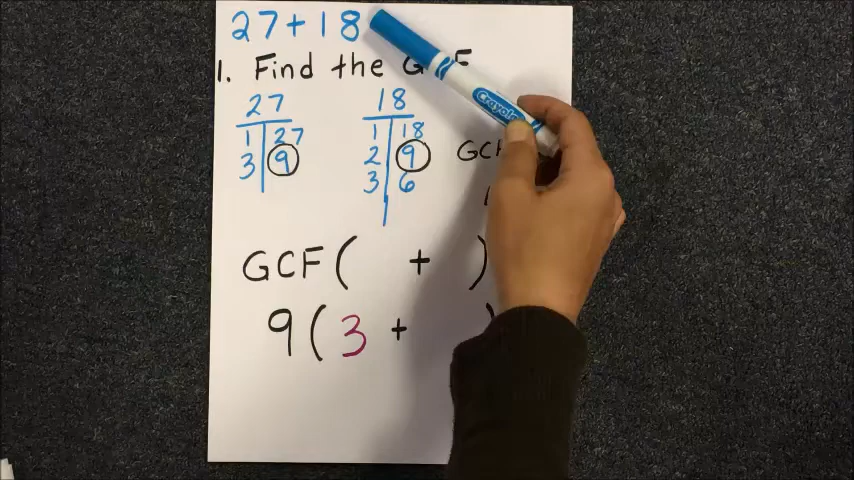 27 + 18
1. Find the
27 18
1 27 1 18
3 9 2 9
3 6
GCF( + )
9(3 + )
Crayola